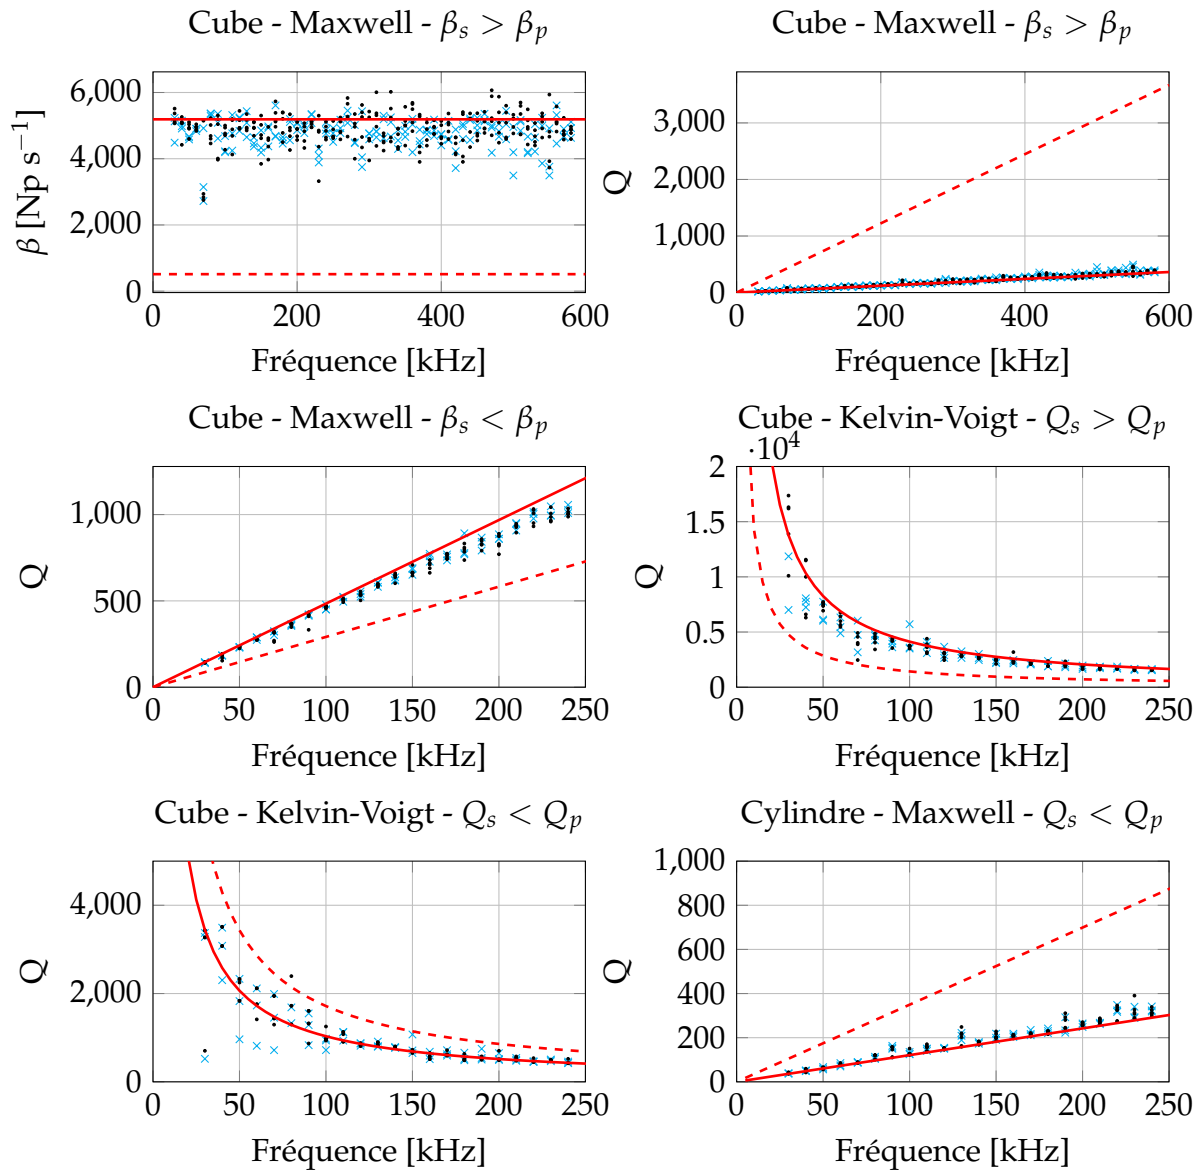 Cube - Maxwell - βs > βp
6,000
4,000
2,000
0
β [Np s−1]
0 200 400 600
Fréquence [kHz]
Cube - Maxwell - βs > βp
3,000
2,000
1,000
0
Q
0 200 400 600
Fréquence [kHz]
Cube - Maxwell - βs < βp
1,000
500
0
Q
0 50 100 150 200 250
Fréquence [kHz]
Cube - Kelvin-Voigt - Qs > Qp
·10⁴
2
1.5
1
0.5
0
Q
0 50 100 150 200 250
Fréquence [kHz]
Cube - Kelvin-Voigt - Qs < Qp
4,000
2,000
0
Q
0 50 100 150 200 250
Fréquence [kHz]
Cylindre - Maxwell - Qs < Qp
1,000
800
600
400
200
0
Q
0 50 100 150 200 250
Fréquence [kHz]